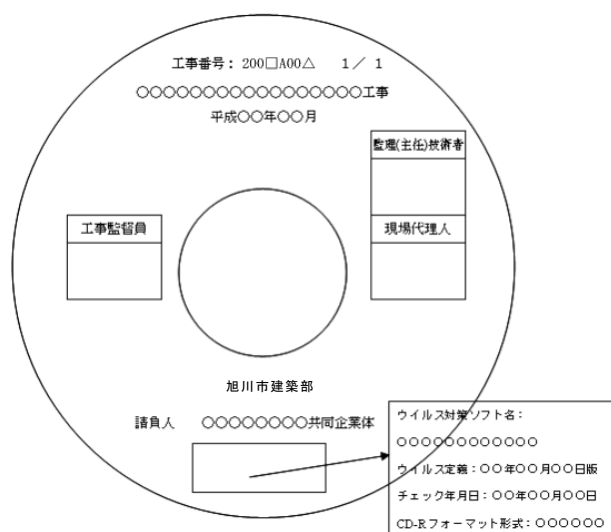 工事番号：200□A00△　1／1
○○○○○○○○○○○○○○○○○工事
平成○○年○○月
監理(主任)技術者
工事監督員
現場代理人
旭川市建築部
請負人　○○○○○○○○共同企業体
ウイルス対策ソフト名：
○○○○○○○○○○○○
ウイルス定義：○○年○○月○○日版
チェック年月日：○○年○○月○○日
CD-Rフォーマット形式：○○○○○○